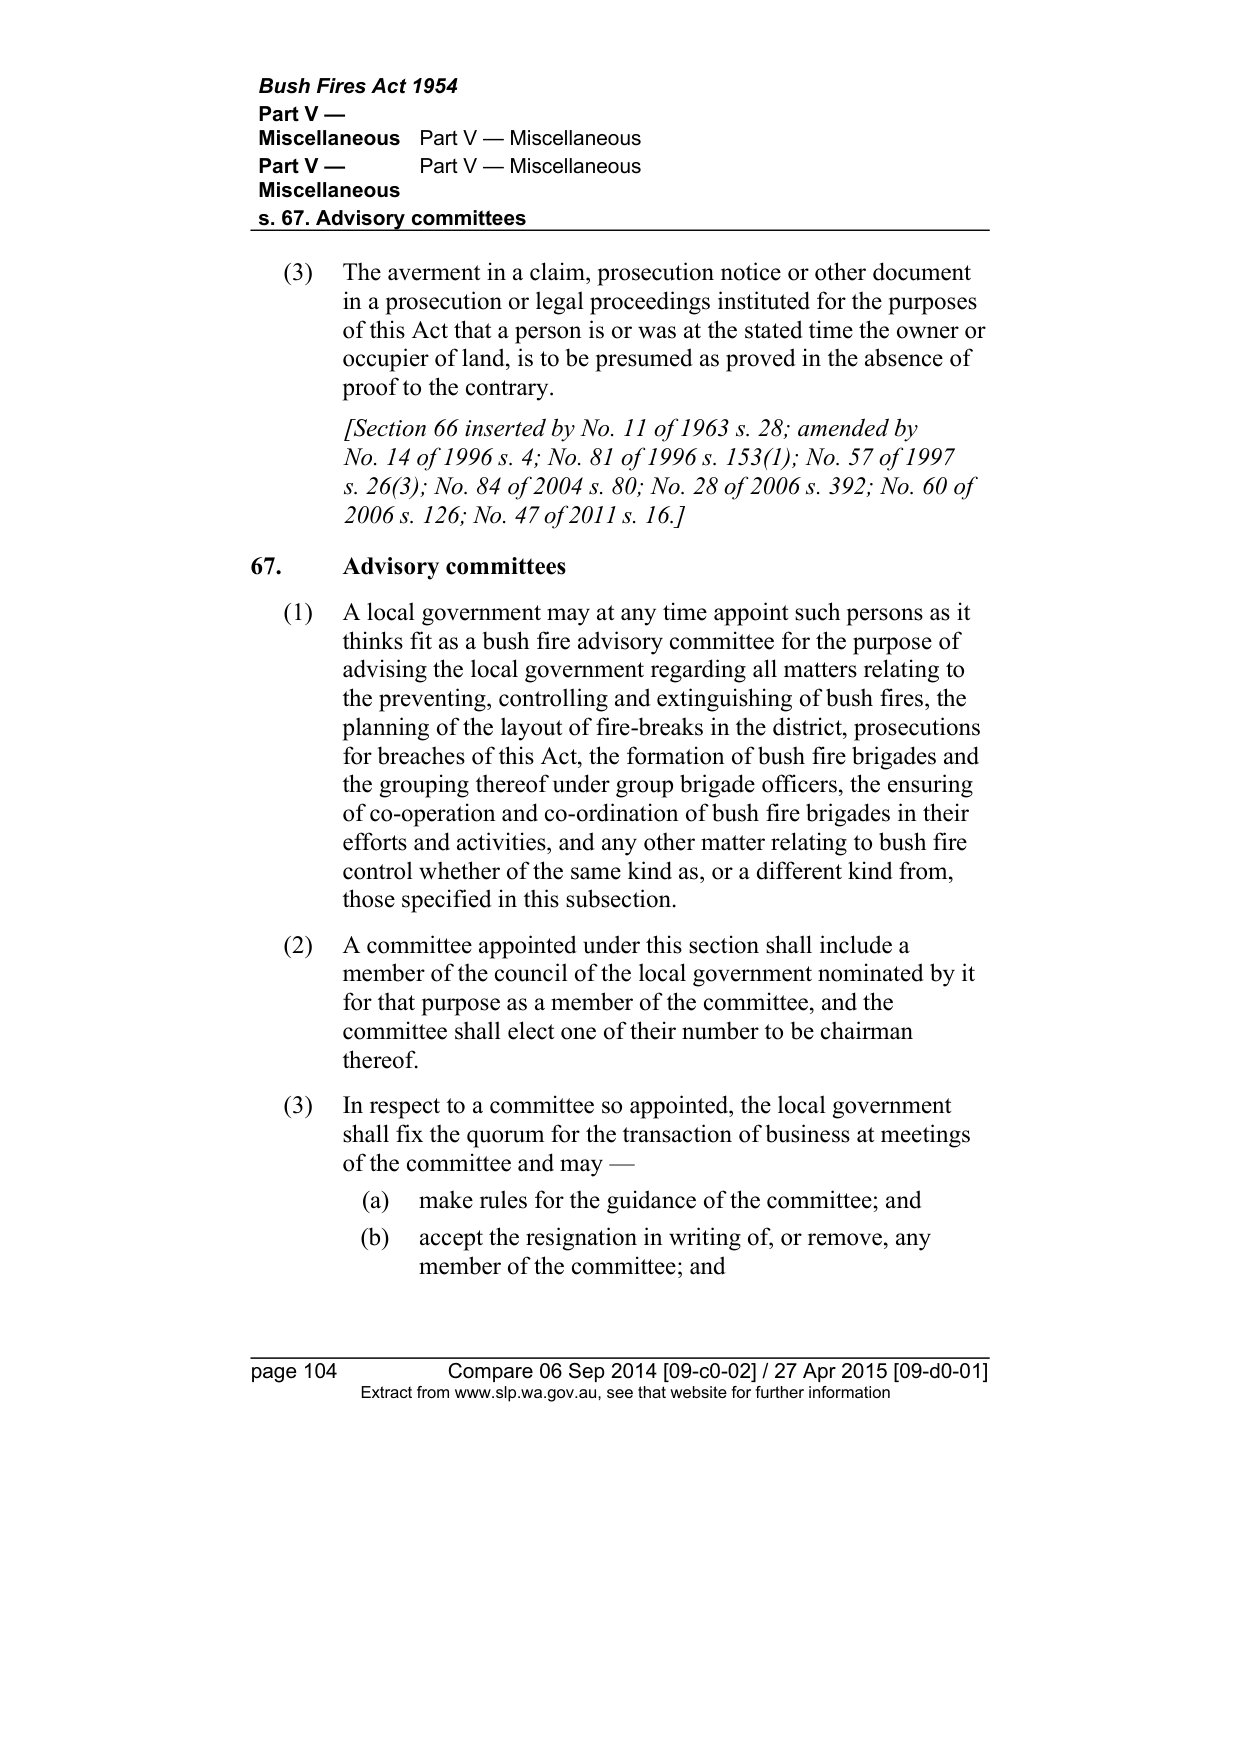 Bush Fires Act 1954
Part V —
Miscellaneous Part V — Miscellaneous
Part V — Part V — Miscellaneous
Miscellaneous
s. 67. Advisory committees
(3) The averment in a claim, prosecution notice or other document
in a prosecution or legal proceedings instituted for the purposes
of this Act that a person is or was at the stated time the owner or
occupier of land, is to be presumed as proved in the absence of
proof to the contrary.
[Section 66 inserted by No. 11 of 1963 s. 28; amended by
No. 14 of 1996 s. 4; No. 81 of 1996 s. 153(1); No. 57 of 1997
s. 26(3); No. 84 of 2004 s. 80; No. 28 of 2006 s. 392; No. 60 of
2006 s. 126; No. 47 of 2011 s. 16.]
67. Advisory committees
(1) A local government may at any time appoint such persons as it
thinks fit as a bush fire advisory committee for the purpose of
advising the local government regarding all matters relating to
the preventing, controlling and extinguishing of bush fires, the
planning of the layout of fire-breaks in the district, prosecutions
for breaches of this Act, the formation of bush fire brigades and
the grouping thereof under group brigade officers, the ensuring
of co-operation and co-ordination of bush fire brigades in their
efforts and activities, and any other matter relating to bush fire
control whether of the same kind as, or a different kind from,
those specified in this subsection.
(2) A committee appointed under this section shall include a
member of the council of the local government nominated by it
for that purpose as a member of the committee, and the
committee shall elect one of their number to be chairman
thereof.
(3) In respect to a committee so appointed, the local government
shall fix the quorum for the transaction of business at meetings
of the committee and may —
(a) make rules for the guidance of the committee; and
(b) accept the resignation in writing of, or remove, any
member of the committee; and
page 104 Compare 06 Sep 2014 [09-c0-02] / 27 Apr 2015 [09-d0-01]
Extract from www.slp.wa.gov.au, see that website for further information